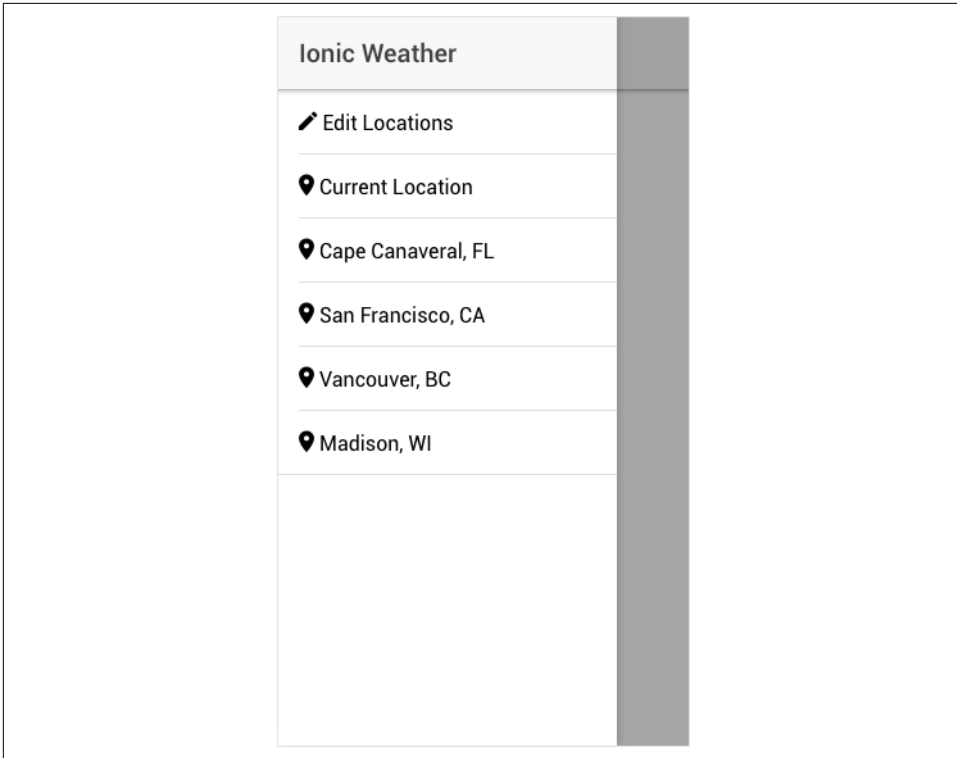 Ionic Weather
Edit Locations
Current Location
Cape Canaveral, FL
San Francisco, CA
Vancouver, BC
Madison, WI